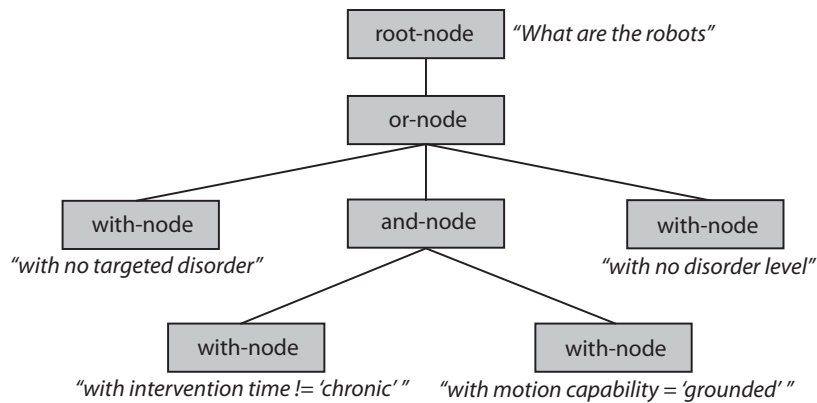 root-node “What are the robots”
or-node
with-node and-node with-node
“with no targeted disorder” “with no disorder level”
with-node with-node
“with intervention time != ‘chronic’ ” “with motion capability = ‘grounded’ ”